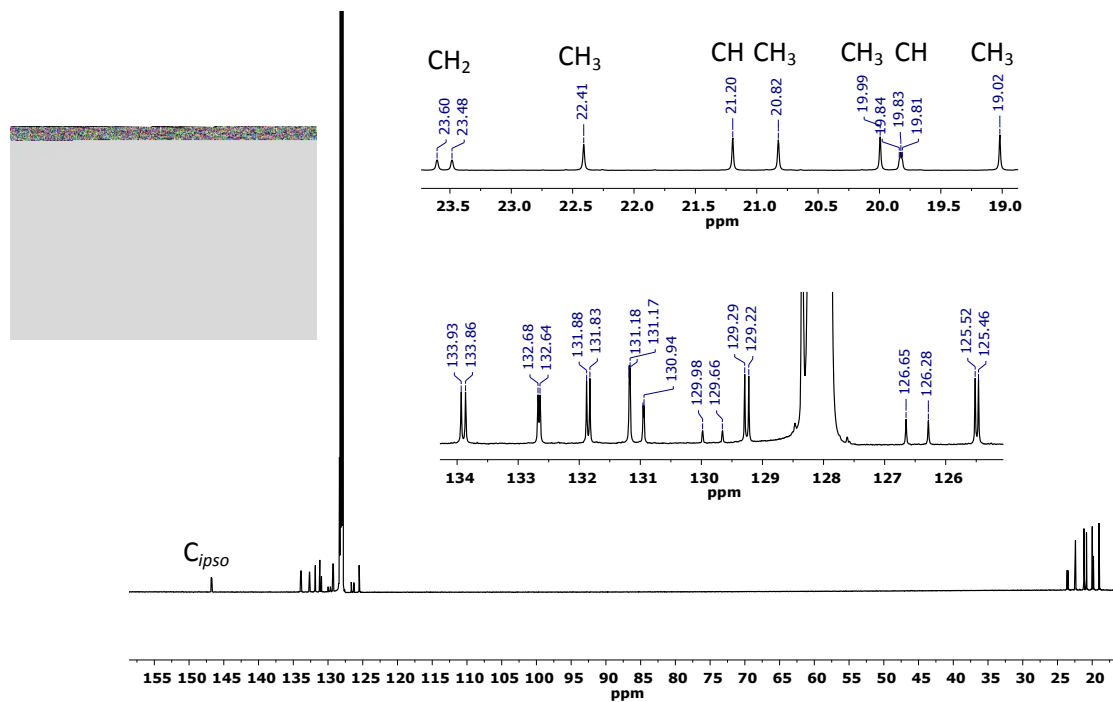 CH2 CH3 CH CH3 CH3 CH CH3
23.60 23.48 22.41 21.20 20.82 19.99 19.84 19.83 19.81 19.02
23.5 23.0 22.5 22.0 21.5 21.0 20.5 20.0 19.5 19.0
ppm
133.93 133.86 132.68 132.64 131.88 131.83 131.18 131.17 130.94 129.98 129.66 129.29 129.22 126.65 126.28 125.52 125.46
134 133 132 131 130 129 128 127 126
ppm
Cipso
155 150 145 140 135 130 125 120 115 110 105 100 95 90 85 80 75 70 65 60 55 50 45 40 35 30 25 20
ppm